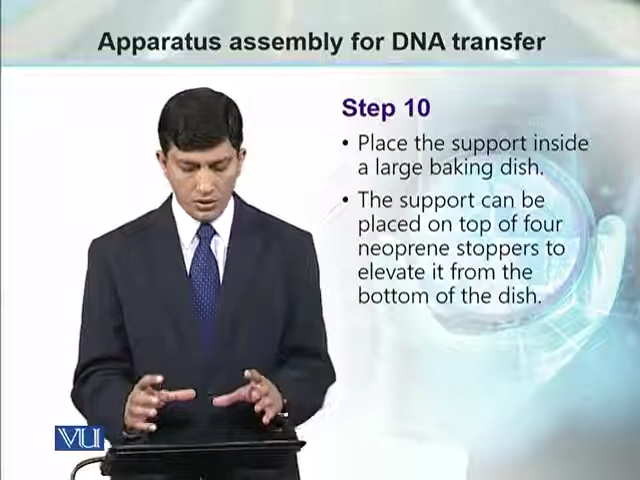 Apparatus assembly for DNA transfer
Step 10
• Place the support inside
a large baking dish.
• The support can be
placed on top of four
neoprene stoppers to
elevate it from the
bottom of the dish.
VU